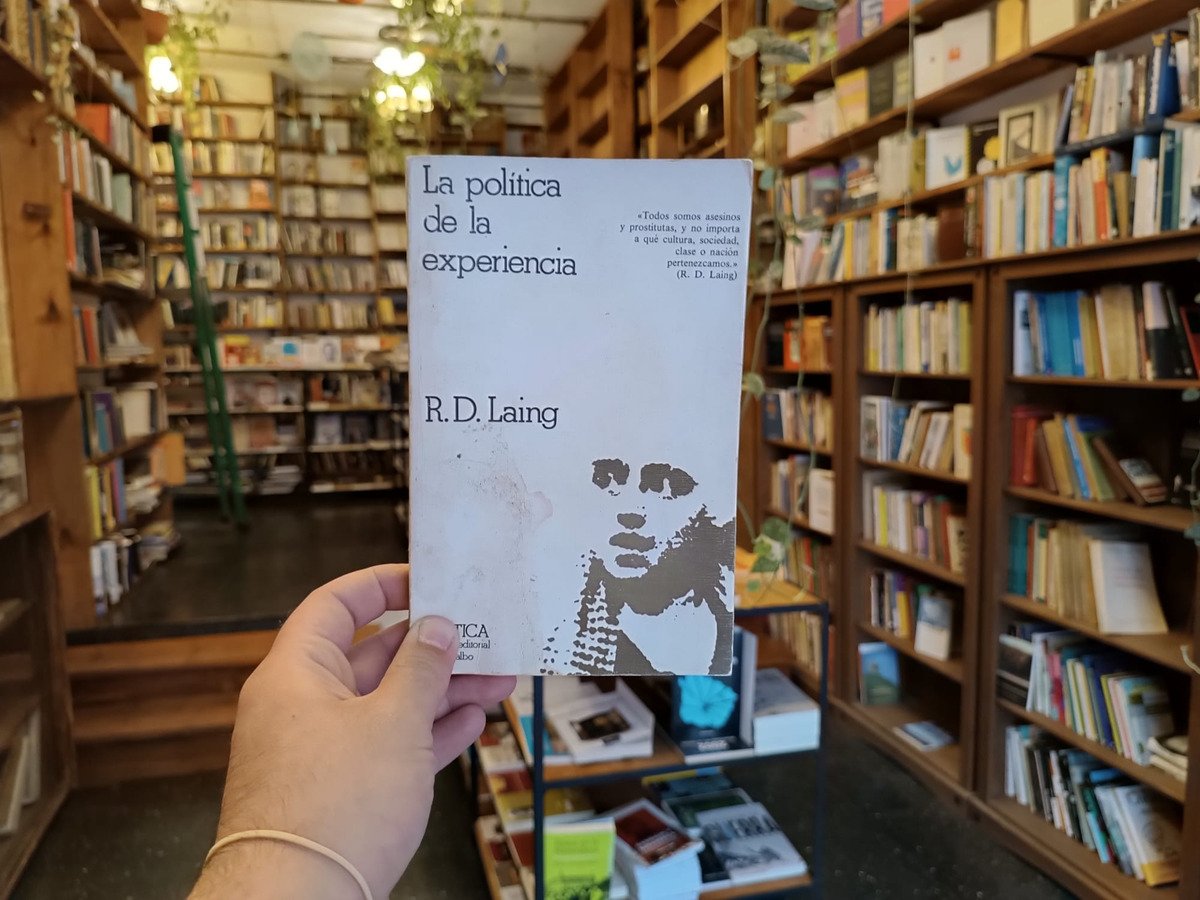 La política
de la
experiencia
«Todos somos asesinos
y prostitutas, y no importa
a qué cultura, sociedad,
clase o nación
pertenezcamos.»
(R. D. Laing)
R. D. Laing
TICA
editorial
albo